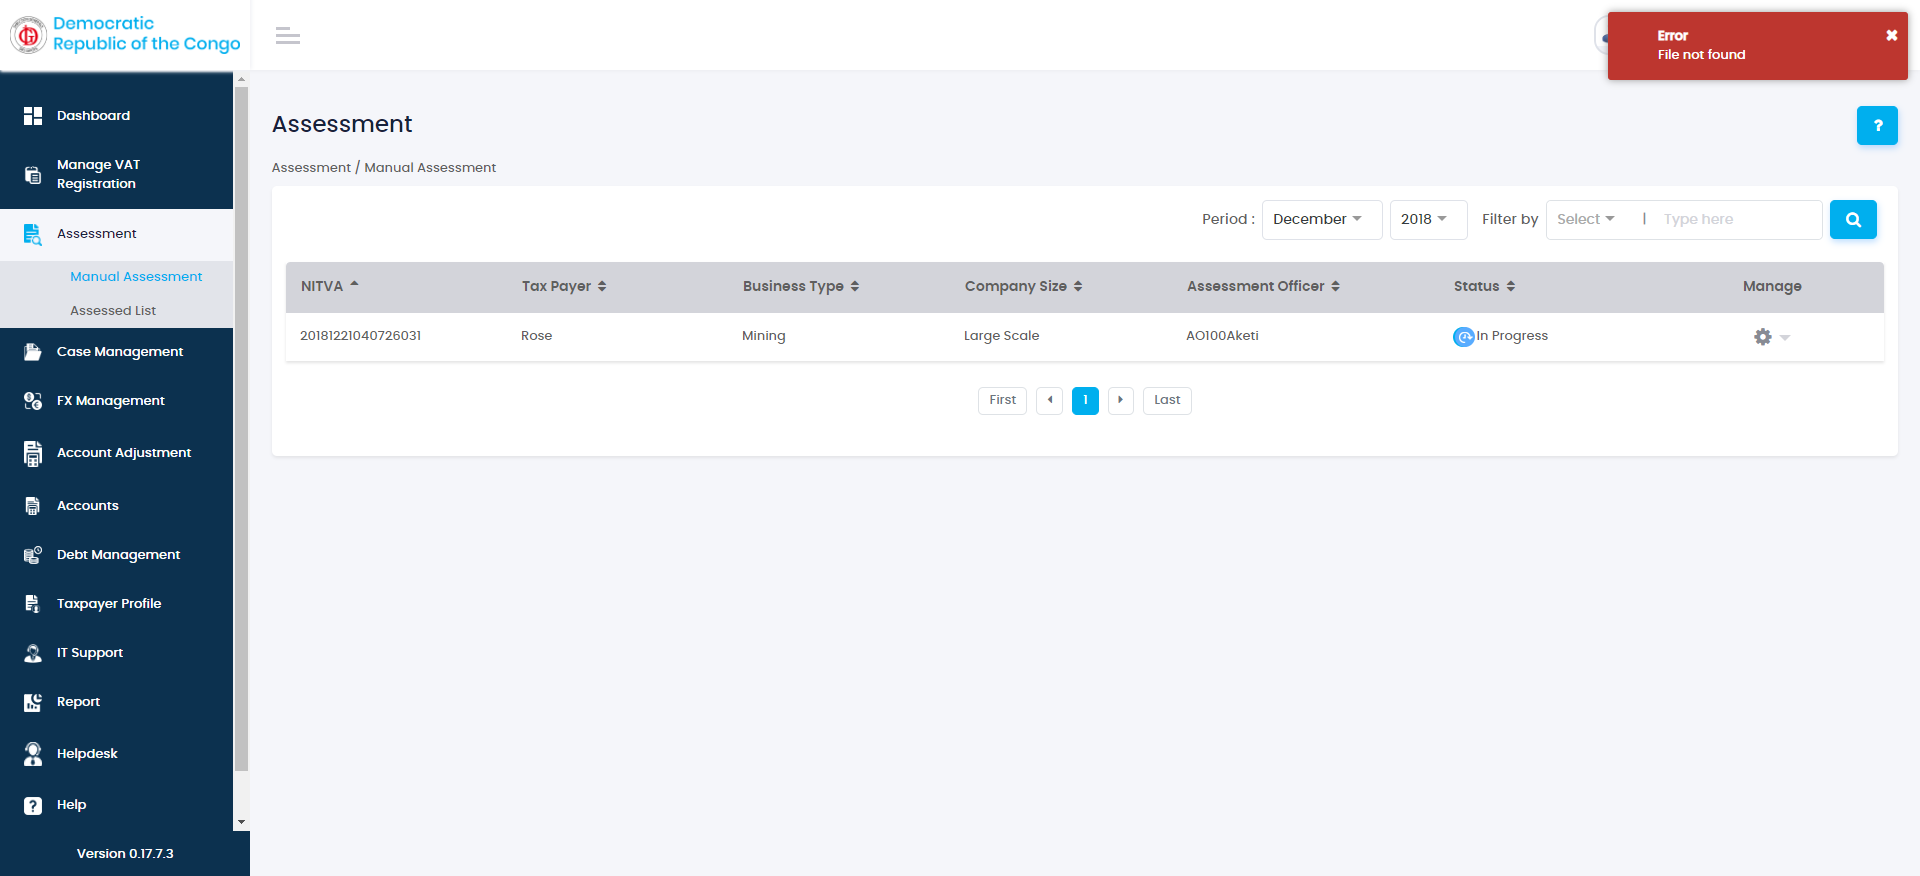 Democratic
Republic of the Congo
Error
File not found
Dashboard
Manage VAT
Registration
Assessment
Manual Assessment
Assessed List
Case Management
FX Management
Account Adjustment
Accounts
Debt Management
Taxpayer Profile
IT Support
Report
Helpdesk
Help
Version 0.17.7.3
Assessment
?
Assessment / Manual Assessment
Period : December 2018 Filter by Select | Type here
NITVA Tax Payer Business Type Company Size Assessment Officer Status Manage
20181221040726031 Rose Mining Large Scale AO100Aketi In Progress
First 1 Last